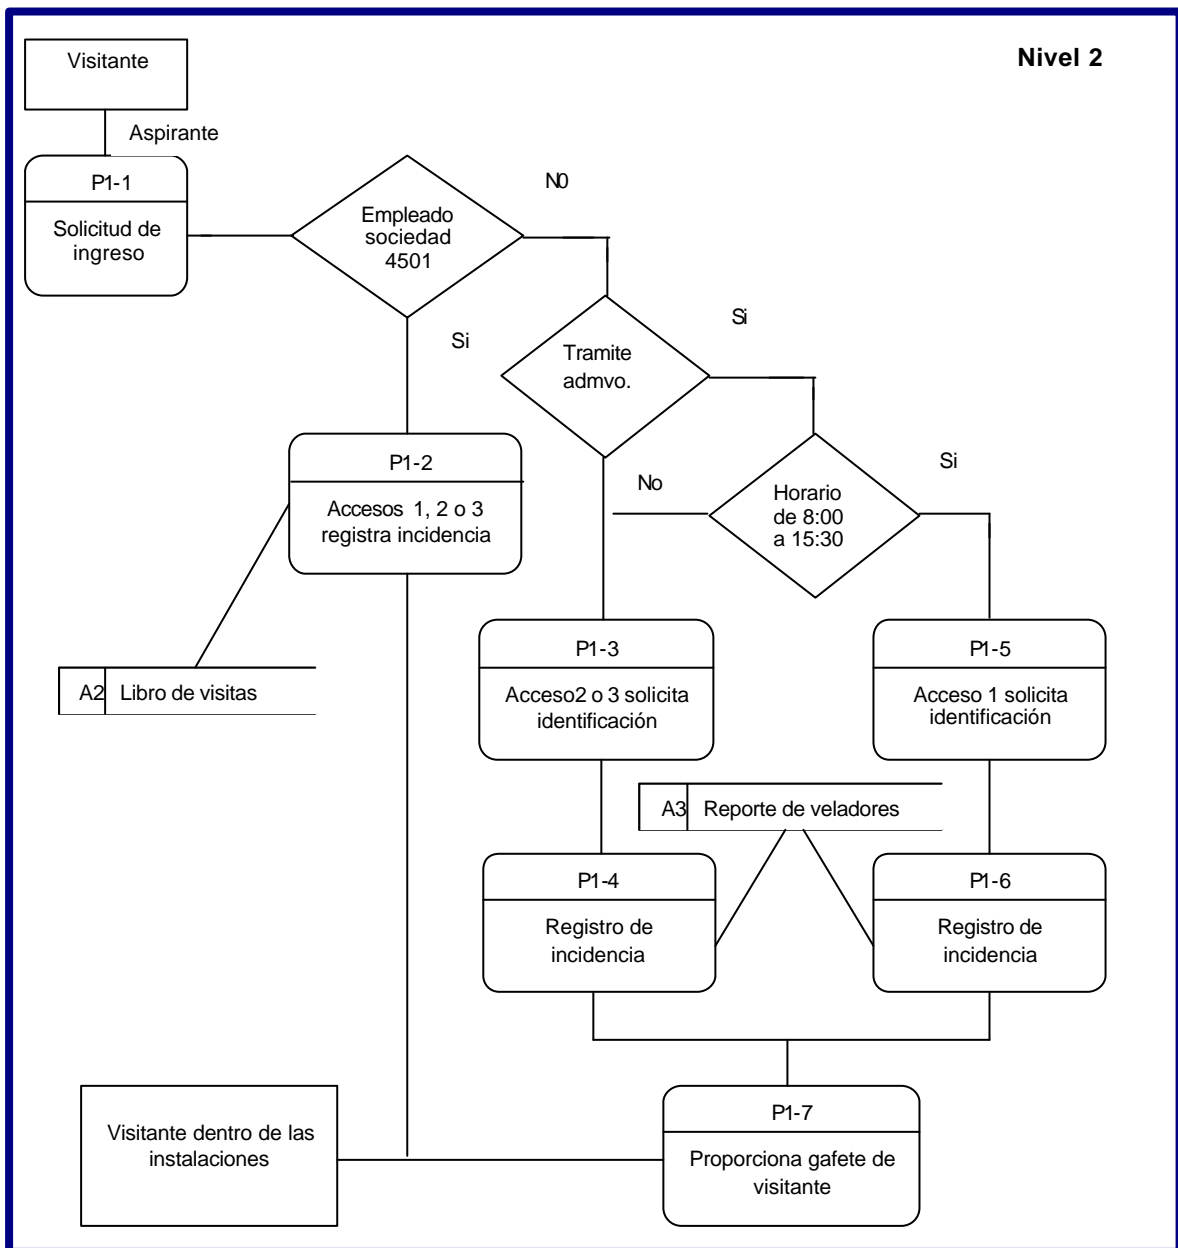 Nivel 2
Visitante
Aspirante
P1-1
Solicitud de
ingreso
Empleado
sociedad
4501
N0
Si
Tramite
admvo.
Si
No
Horario
de 8:00
a 15:30
Si
P1-2
Accesos 1, 2 o 3
registra incidencia
A2 Libro de visitas
P1-3
Acceso2 o 3 solicita
identificación
P1-5
Acceso 1 solicita
identificación
A3 Reporte de veladores
P1-4
Registro de
incidencia
P1-6
Registro de
incidencia
P1-7
Proporciona gafete de
visitante
Visitante dentro de las
instalaciones